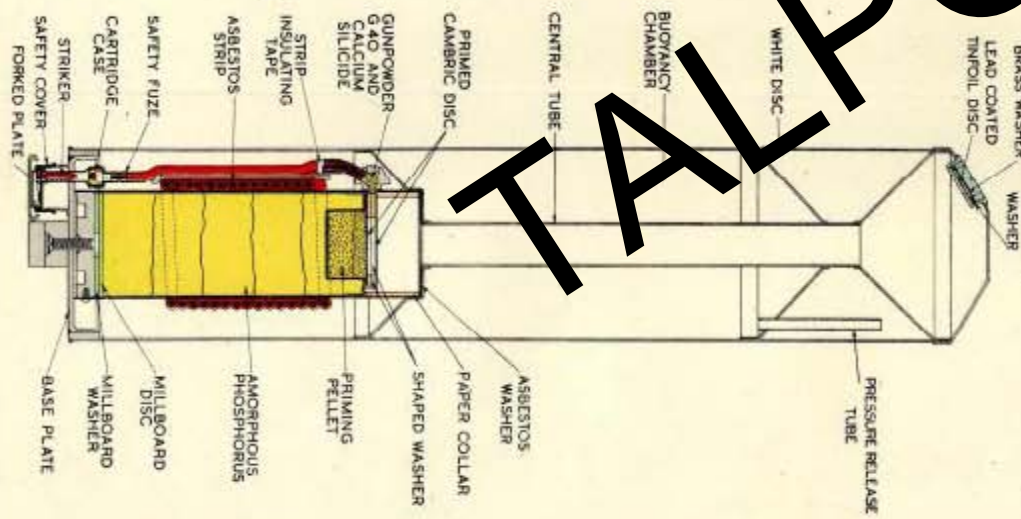 BRASS WASHER
LEAD COATED
TINFOIL DISC
WASHER
WHITE DISC
BUOYANCY
CHAMBER
CENTRAL TUBE
PRIMED
CAMBRIC DISC
GUNPOWDER
G 40 AND
CALCIUM
SILICIDE
STRIP
INSULATING
TAPE
ASBESTOS
STRIP
SAFETY FUZE
CARTRIDGE
CASE
STRIKER
SAFETY COVER
FORKED PLATE
PRESSURE RELEASE
TUBE
ASBESTOS
WASHER
PAPER COLLAR
SHAPED WASHER
PRIMING
PELLET
AMORPHOUS
PHOSPHORUS
MILLBOARD
DISC
MILLBOARD
WASHER
BASE PLATE